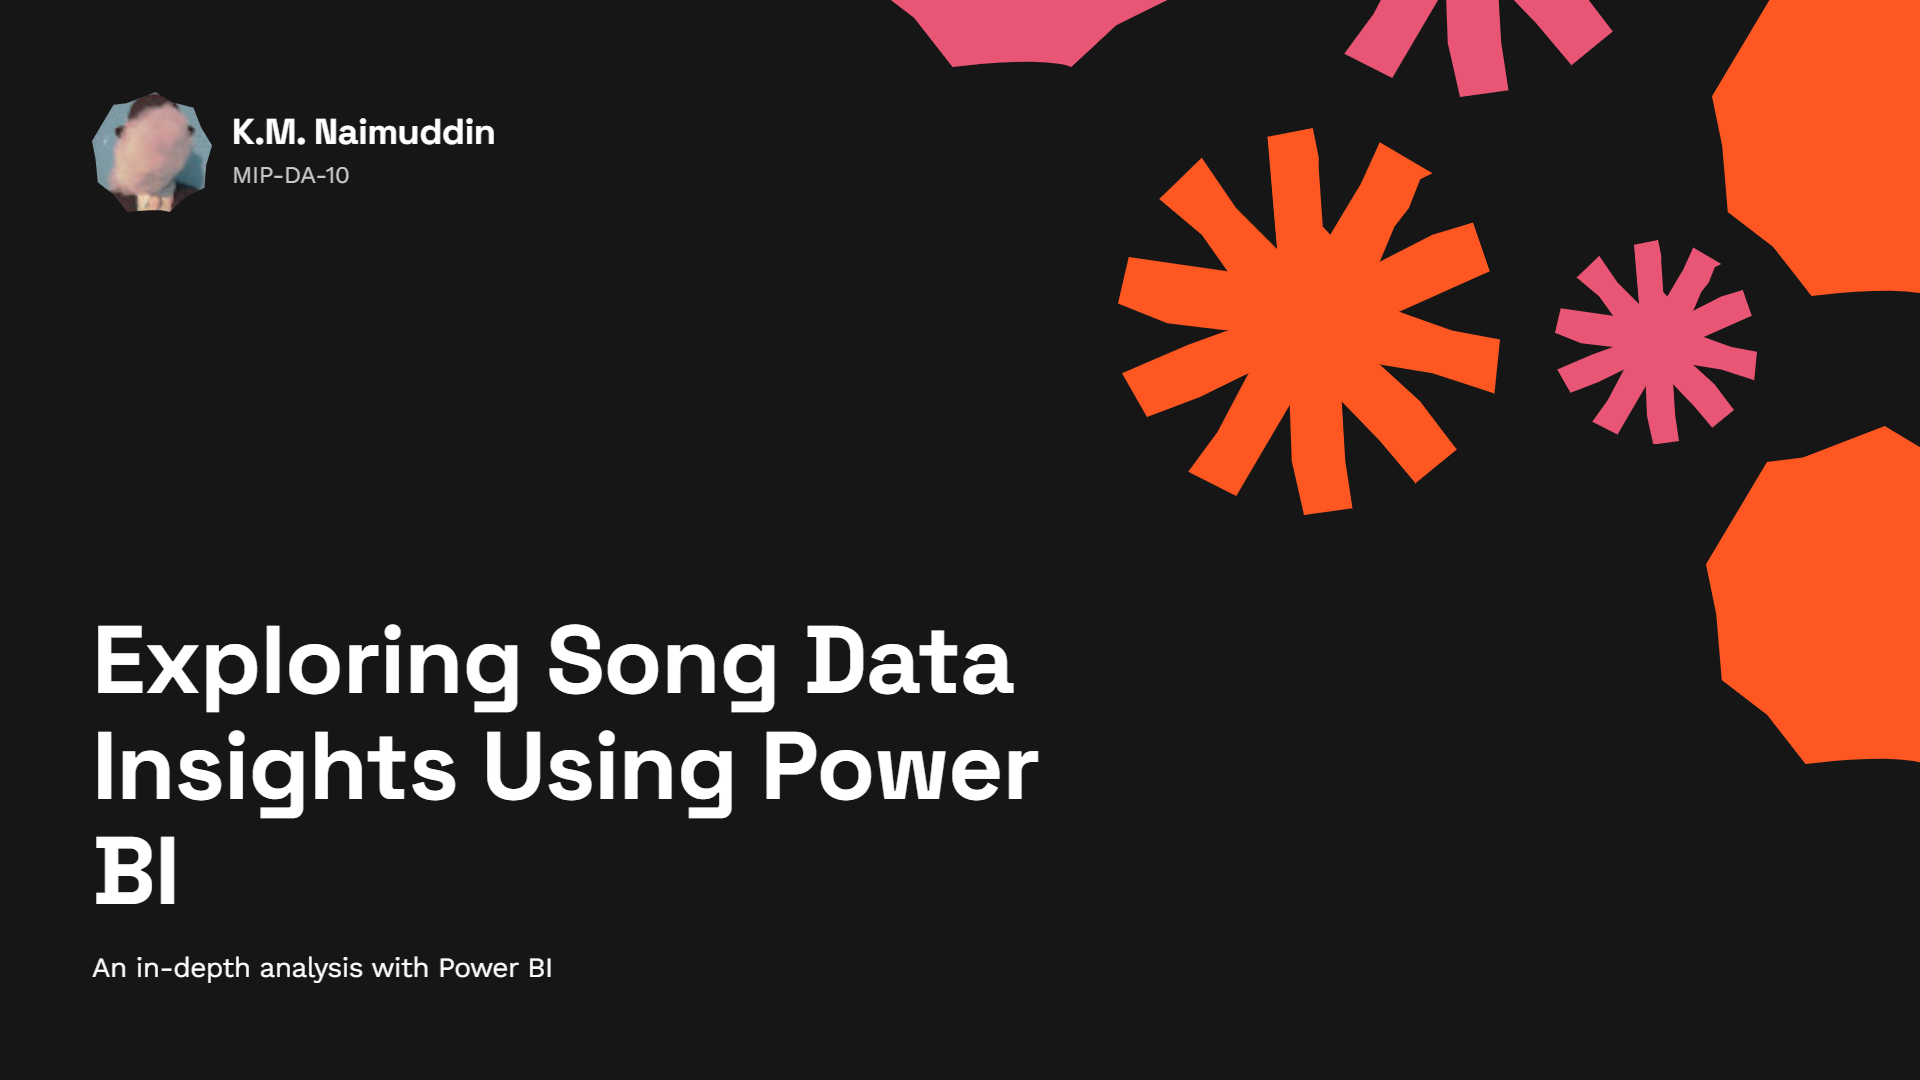 K.M. Naimuddin
MIP-DA-10
Exploring Song Data
Insights Using Power
BI
An in-depth analysis with Power BI